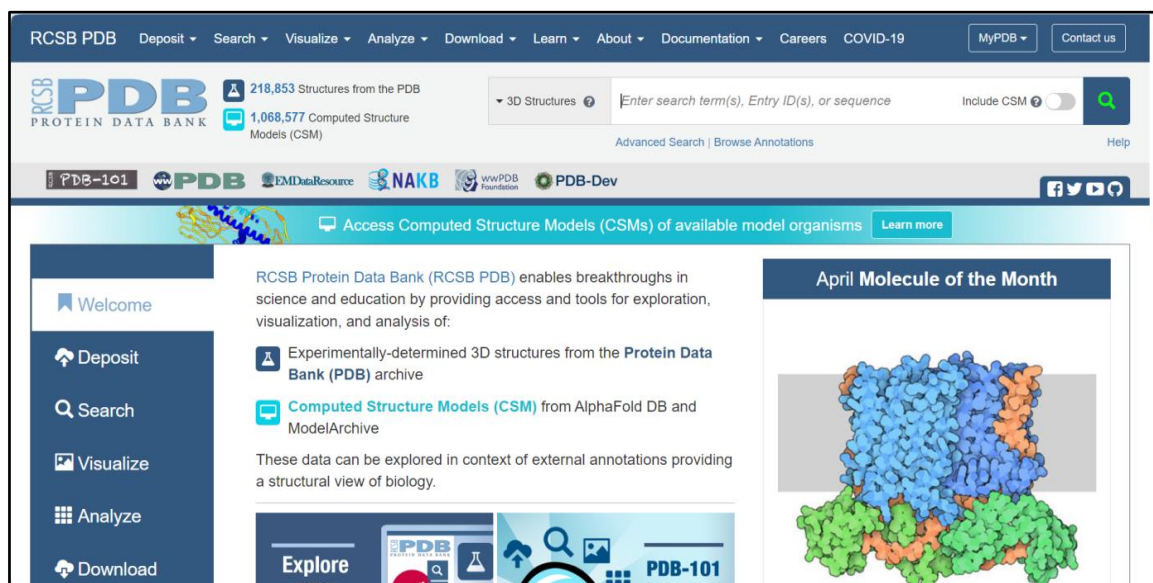 RCSB PDB Deposit Search Visualize Analyze Download Learn About Documentation Careers COVID-19 MyPDB Contact us
RCSB PDB
PROTEIN DATA BANK
218,853 Structures from the PDB
1,068,577 Computed Structure
Models (CSM)
3D Structures ? Enter search term(s), Entry ID(s), or sequence Include CSM ?
Advanced Search | Browse Annotations Help
PDB-101 wwPDB EMDataResource NAKB wwPDB Foundation PDB-Dev
Access Computed Structure Models (CSMs) of available model organisms Learn more
Welcome
Deposit
Search
Visualize
Analyze
Download
RCSB Protein Data Bank (RCSB PDB) enables breakthroughs in
science and education by providing access and tools for exploration,
visualization, and analysis of:
Experimentally-determined 3D structures from the Protein Data
Bank (PDB) archive
Computed Structure Models (CSM) from AlphaFold DB and
ModelArchive
These data can be explored in context of external annotations providing
a structural view of biology.
Explore
PDB
PDB-101
April Molecule of the Month